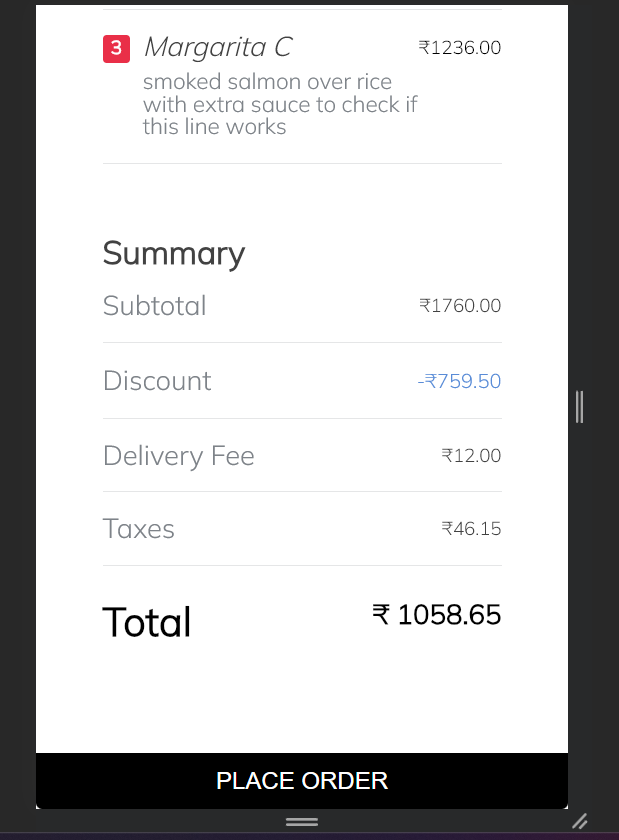 3 Margarita C ₹1236.00
smoked salmon over rice
with extra sauce to check if
this line works
Summary
Subtotal ₹1760.00
Discount -₹759.50
Delivery Fee ₹12.00
Taxes ₹46.15
Total ₹ 1058.65
PLACE ORDER